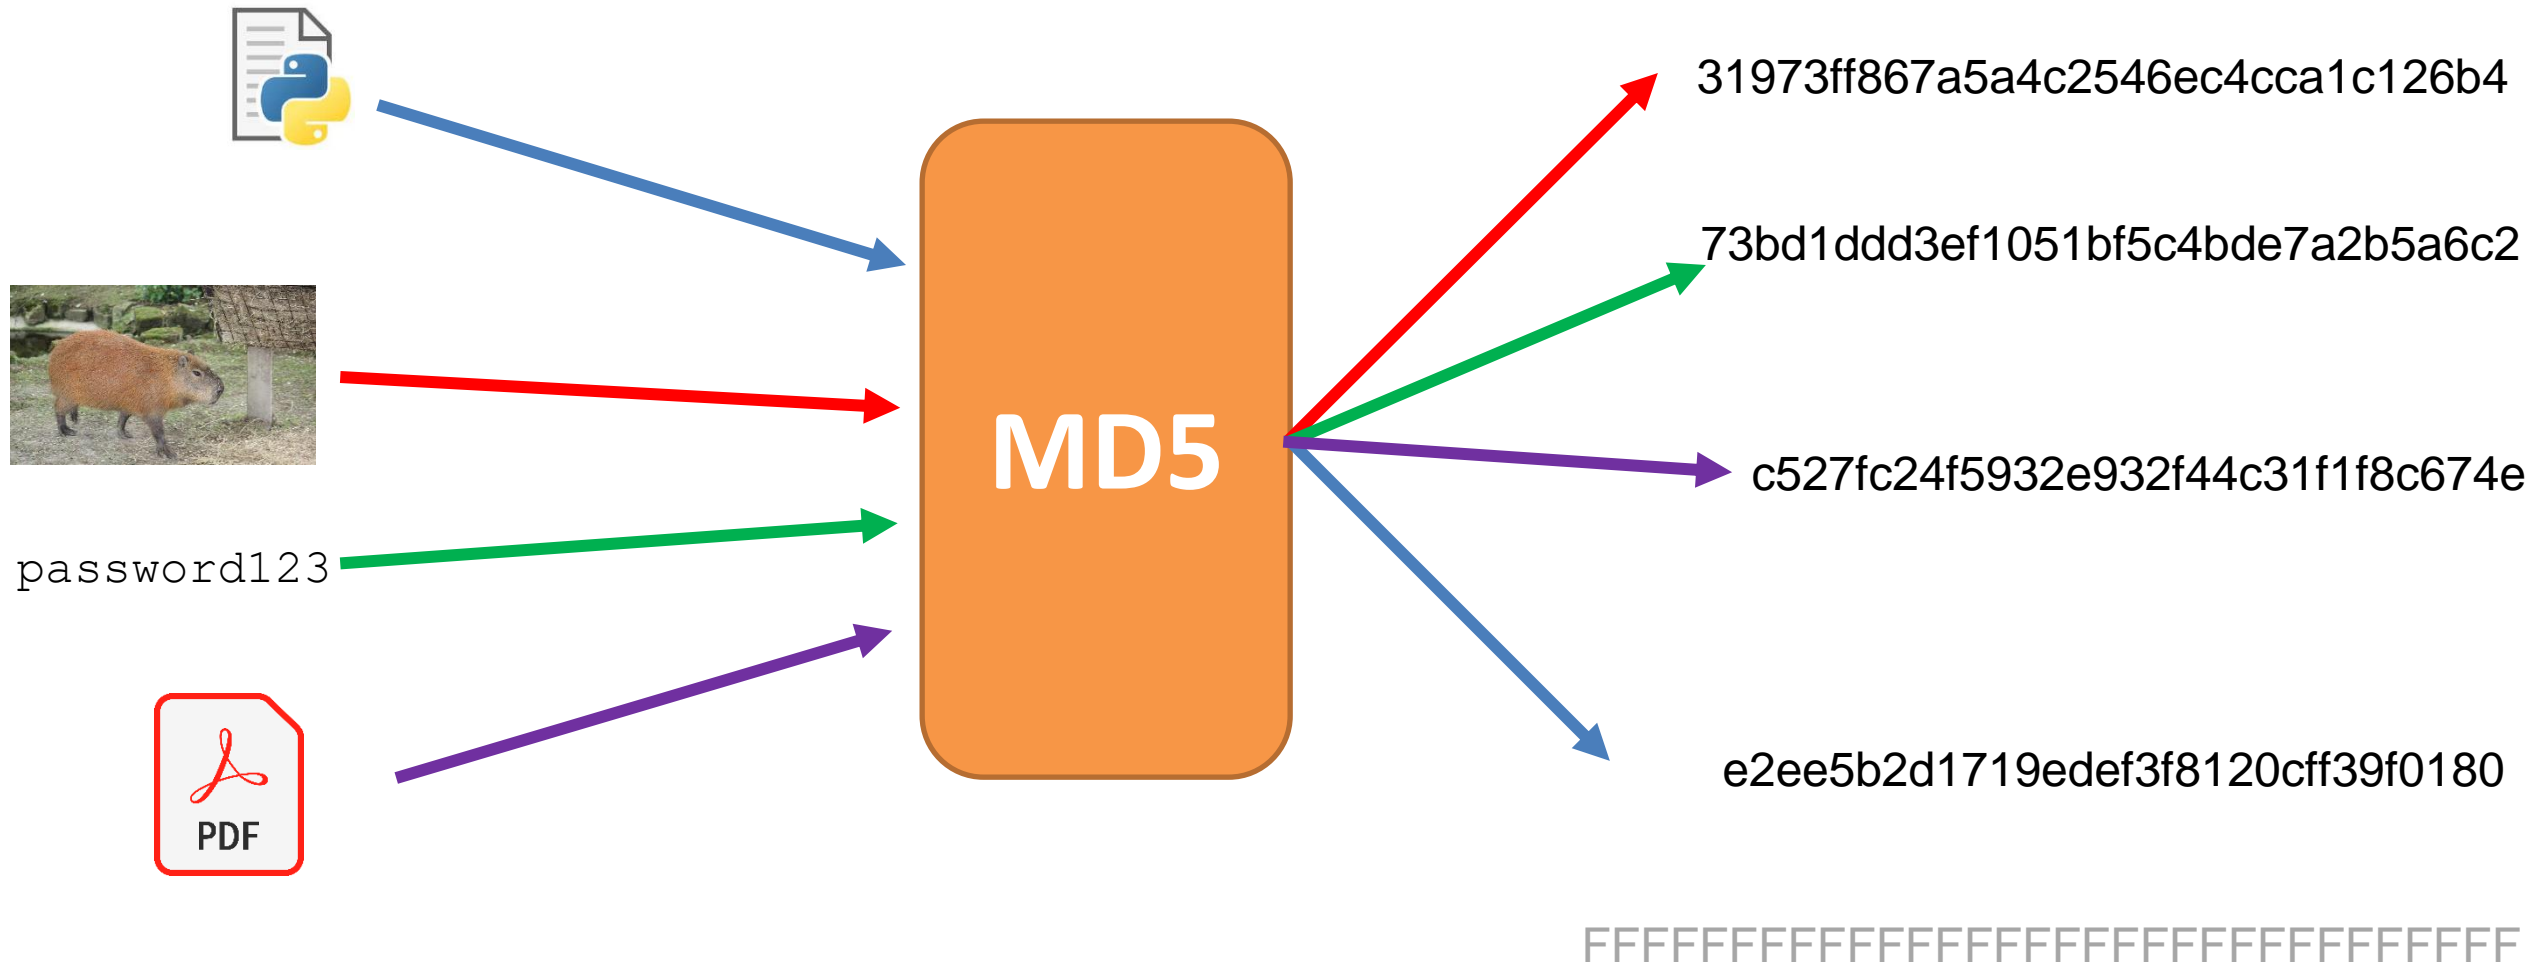 31973ff867a5a4c2546ec4cca1c126b4
73bd1ddd3ef1051bf5c4bde7a2b5a6c2
MD5
c527fc24f5932e932f44c31f1f8c674e
password123
e2ee5b2d1719edef3f8120cff39f0180
PDF
FFFFFFFFFFFFFFFFFFFFFFFFFFFFFFFF